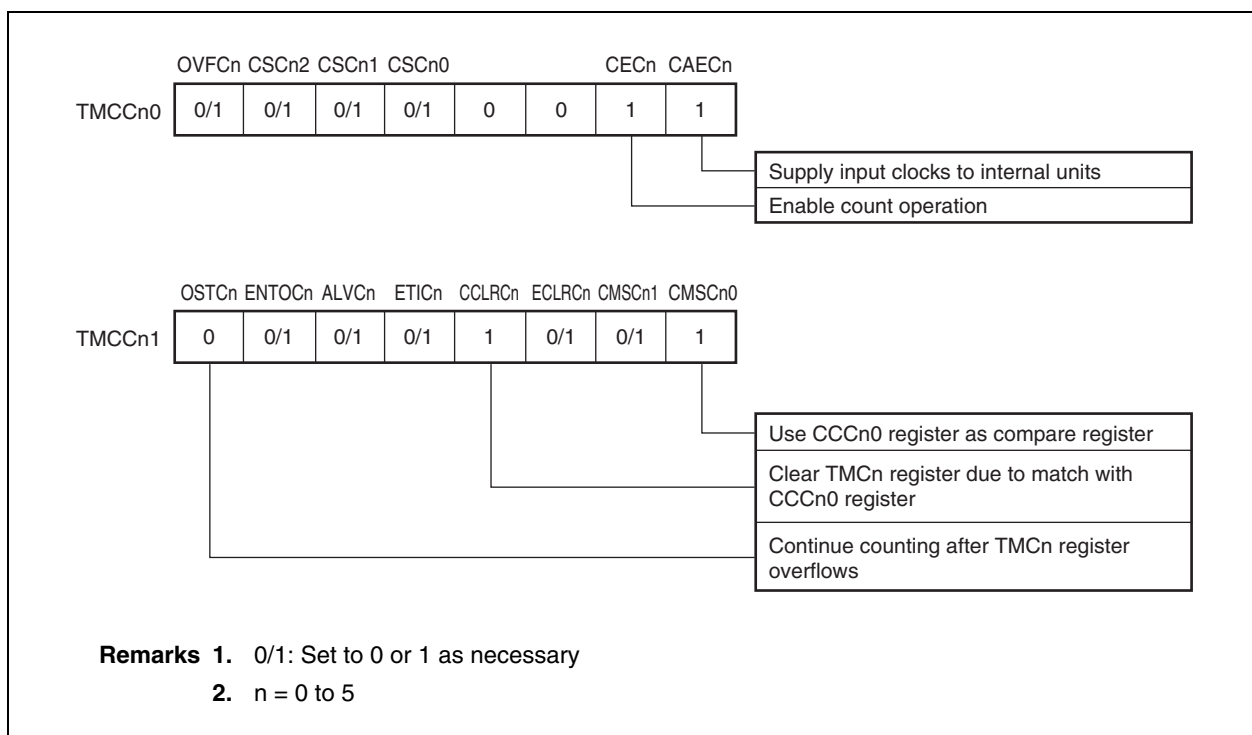 OVFCn CSCn2 CSCn1 CSCn0 CECn CAECn
TMCCn0 0/1 0/1 0/1 0/1 0 0 1 1
Supply input clocks to internal units
Enable count operation
OSTCn ENTOCn ALVCn ETICn CCLRCn ECLRCn CMSCn1 CMSCn0
TMCCn1 0 0/1 0/1 0/1 1 0/1 0/1 1
Use CCCn0 register as compare register
Clear TMCn register due to match with
CCCn0 register
Continue counting after TMCn register
overflows
Remarks 1. 0/1: Set to 0 or 1 as necessary
2. n = 0 to 5